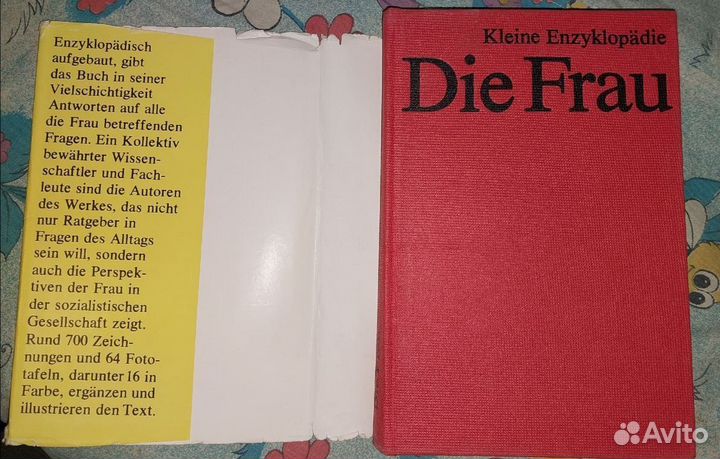 Enzyklopädisch
aufgebaut, gibt
das Buch in seiner
Vielschichtigkeit
Antworten auf alle
die Frau betreffenden
Fragen. Ein Kollektiv
bewährter Wissen-
schaftler und Fach-
leute sind die Autoren
des Werkes, das nicht
nur Ratgeber in
Fragen des Alltags
sein will, sondern
auch die Perspek-
tiven der Frau in
der sozialistischen
Gesellschaft zeigt.
Rund 700 Zeich-
nungen und 64 Foto-
tafeln, darunter 16 in
Farbe, ergänzen und
illustrieren den Text.
Kleine Enzyklopädie
Die Frau
Avito